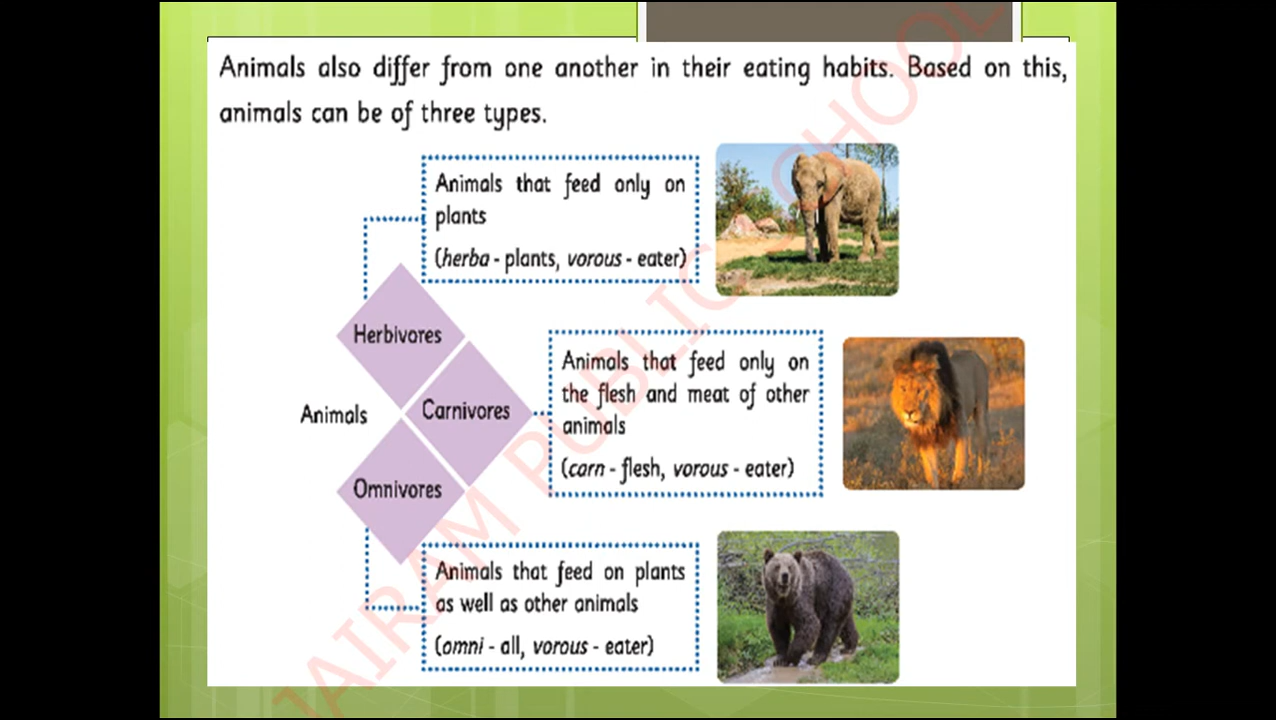 Animals also differ from one another in their eating habits. Based on this,
animals can be of three types.
Animals that feed only on
plants
(herba - plants, vorous - eater)
Herbivores
Animals that feed only on
the flesh and meat of other
animals
(carn - flesh, vorous - eater)
Carnivores
Animals
Omnivores
Animals that feed on plants
as well as other animals
(omni - all, vorous - eater)
JAIRAM PUBLIC SCHOOL